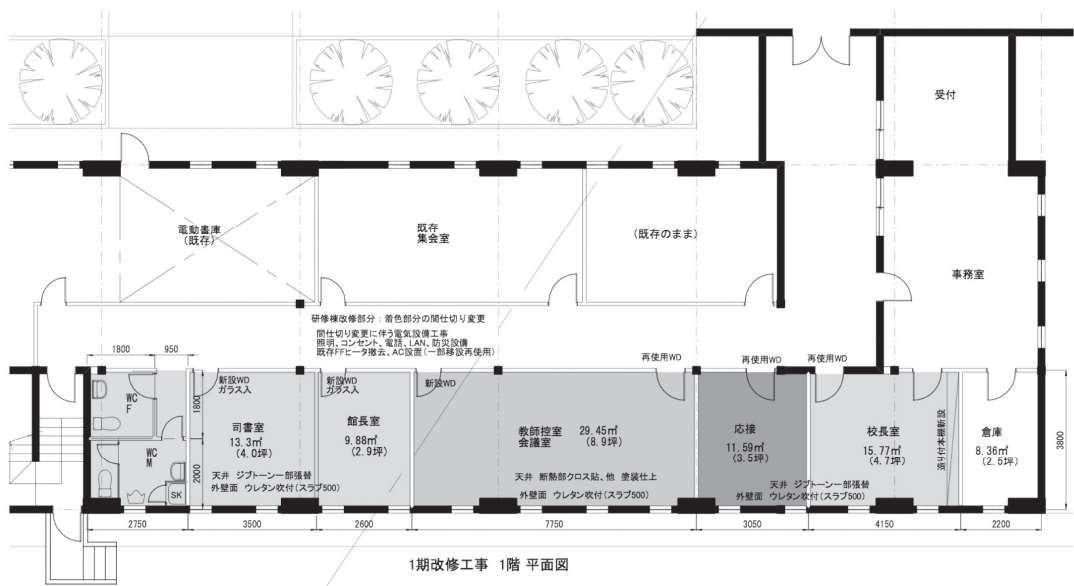 受付
電動書庫
(既存)
既存
集会室
(既存のまま)
事務室
研修棟改修部分：着色部分の間仕切り変更
間仕切り変更に伴う電気設備工事
照明、コンセント、電話、LAN、防災設備
既存FFヒータ撤去、AC設置(一部移設再使用)
再使用WD
再使用WD
再使用WD
1800
950
新設WD
ガラス入
新設WD
ガラス入
新設WD
WC
F
1800
司書室
13.3㎡
(4.0坪)
館長室
9.88㎡
(2.9坪)
教師控室
会議室
29.45㎡
(8.9坪)
応接
11.59㎡
(3.5坪)
校長室
15.77㎡
(4.7坪)
造り付本棚新設
倉庫
8.36㎡
(2.5坪)
3800
WC
M
SK
2000
天井 ジプトーン一部張替
外壁面 ウレタン吹付(スラブ500)
天井 断熱部クロス貼、他 塗装仕上
外壁面 ウレタン吹付(スラブ500)
天井 ジプトーン一部張替
外壁面 ウレタン吹付(スラブ500)
2750
3500
2600
7750
3050
4150
2200
1期改修工事 1階 平面図